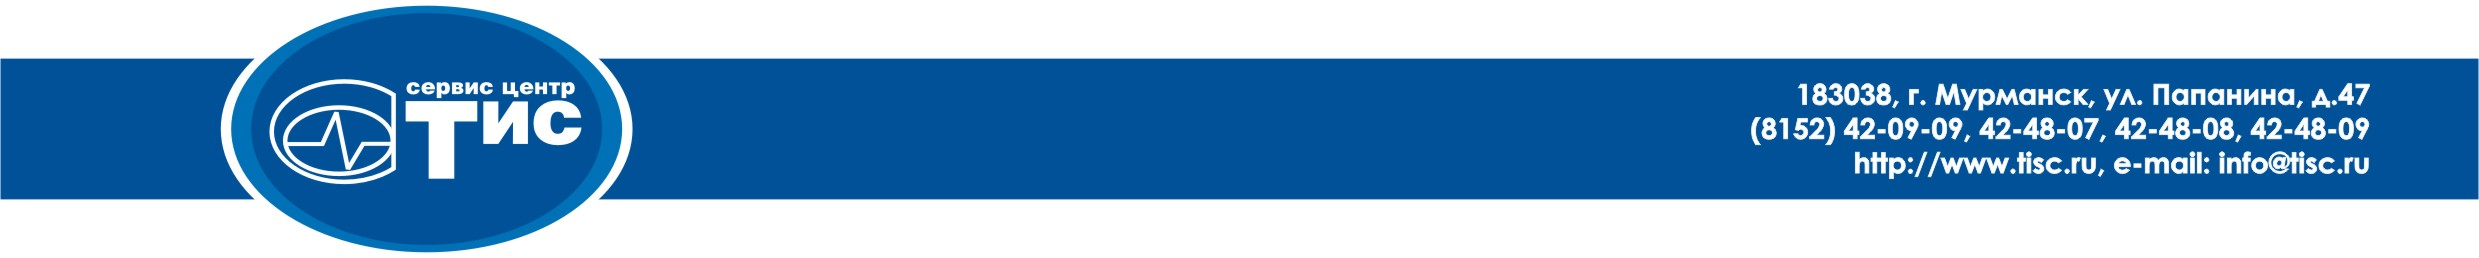 сервис центр
Тис
183038, г. Мурманск, ул. Папанина, д.47
(8152) 42-09-09, 42-48-07, 42-48-08, 42-48-09
http://www.tisc.ru, e-mail: info@tisc.ru